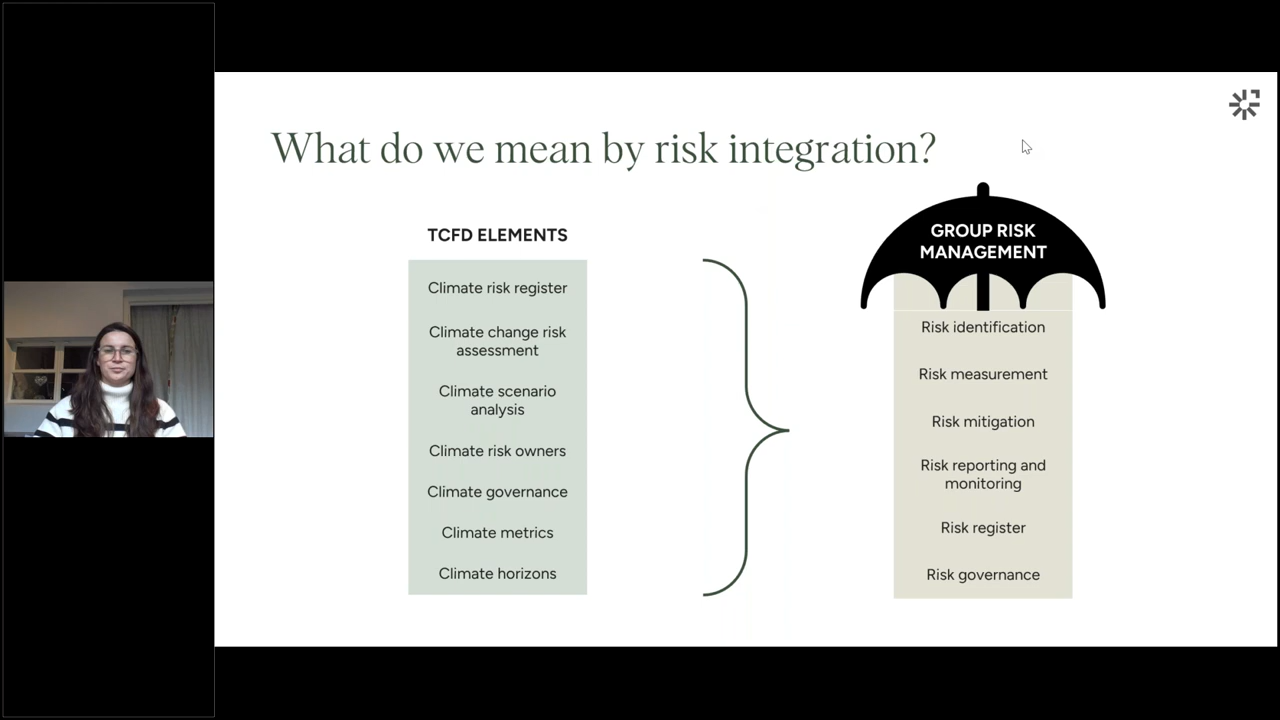 What do we mean by risk integration?
TCFD ELEMENTS
Climate risk register
Climate change risk
assessment
Climate scenario
analysis
Climate risk owners
Climate governance
Climate metrics
Climate horizons
GROUP RISK
MANAGEMENT
Risk identification
Risk measurement
Risk mitigation
Risk reporting and
monitoring
Risk register
Risk governance